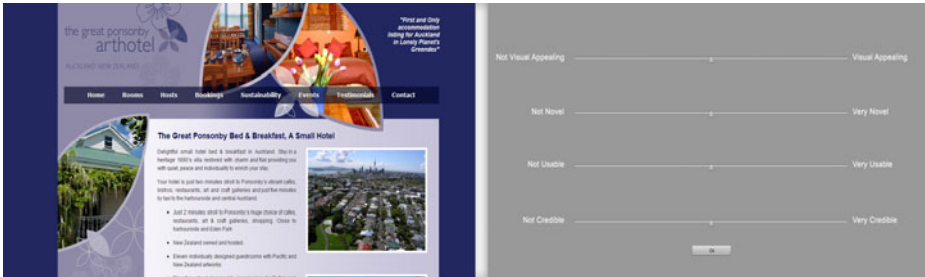 the great ponsonby
arthotel
AUCKLAND NEW ZEALAND
"First and Only
accommodation
listing for Auckland
in Lonely Planet's
Greendex"
Home Rooms Hosts Bookings Sustainability Events Testimonials Contact
The Great Ponsonby Bed & Breakfast, A Small Hotel
Delightful small hotel bed & breakfast in Auckland. Stay in a
heritage 1898's villa restored with charm and flair providing you
with quiet, peace and individuality to enrich your stay.
Your hotel is just two minutes stroll to Ponsonby's vibrant cafes,
bistros, restaurants, art and craft galleries and just five minutes
by taxi to the harbourside and central Auckland.
Just 2 minutes stroll to Ponsonby's huge choice of cafes,
restaurants, art & craft galleries, shopping. Close to
harbourside and Eden Park
New Zealand owned and hosted.
Eleven individually designed guestrooms with Pacific and
New Zealand artworks.
Not Visual Appealing Visual Appealing
Not Novel Very Novel
Not Usable Very Usable
Not Credible Very Credible
Ok